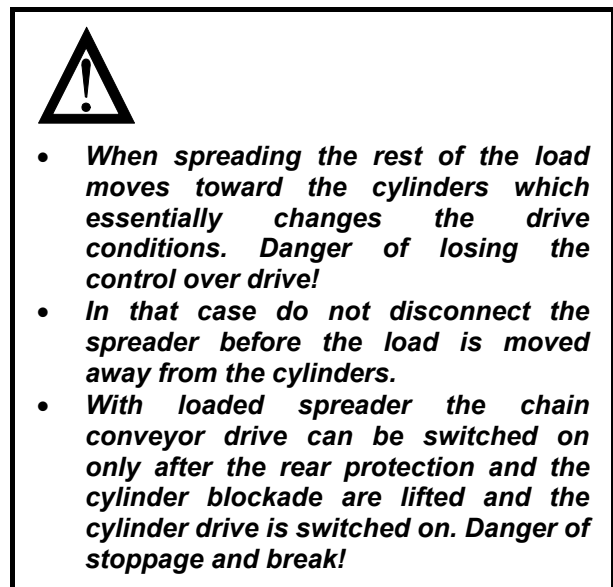 • When spreading the rest of the load
moves toward the cylinders which
essentially changes the drive
conditions. Danger of losing the
control over drive!
• In that case do not disconnect the
spreader before the load is moved
away from the cylinders.
• With loaded spreader the chain
conveyor drive can be switched on
only after the rear protection and the
cylinder blockade are lifted and the
cylinder drive is switched on. Danger of
stoppage and break!